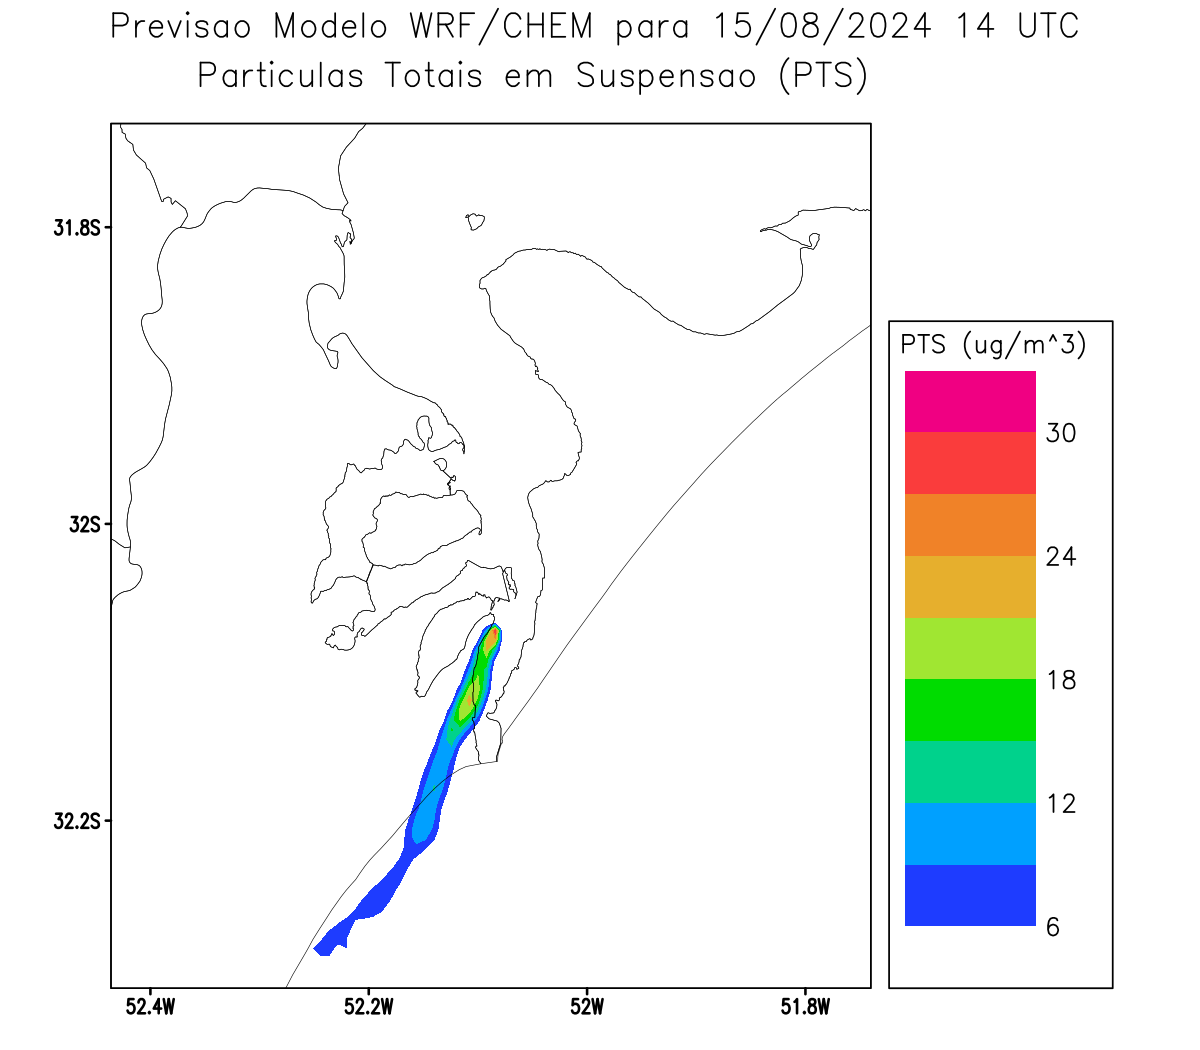 Previsao Modelo WRF/CHEM para 15/08/2024 14 UTC
Particulas Totais em Suspensao (PTS)
31.8S
32S
32.2S
52.4W
52.2W
52W
51.8W
PTS (ug/m^3)
30
24
18
12
6